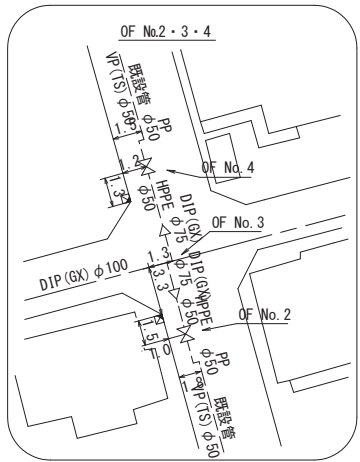 OF No.2・3・4
既設管
VP(TS)φ50
PP
φ50
1.2
1.3
OF No.4
HPPE
φ50
DIP(GX)
φ75
OF No.3
1.3
3.3
DIP(GX)φ100
DIP(GX)
φ75
HPPE
φ50
OF No.2
1.5
1.0
PP
φ50
既設管
VP(TS)φ50